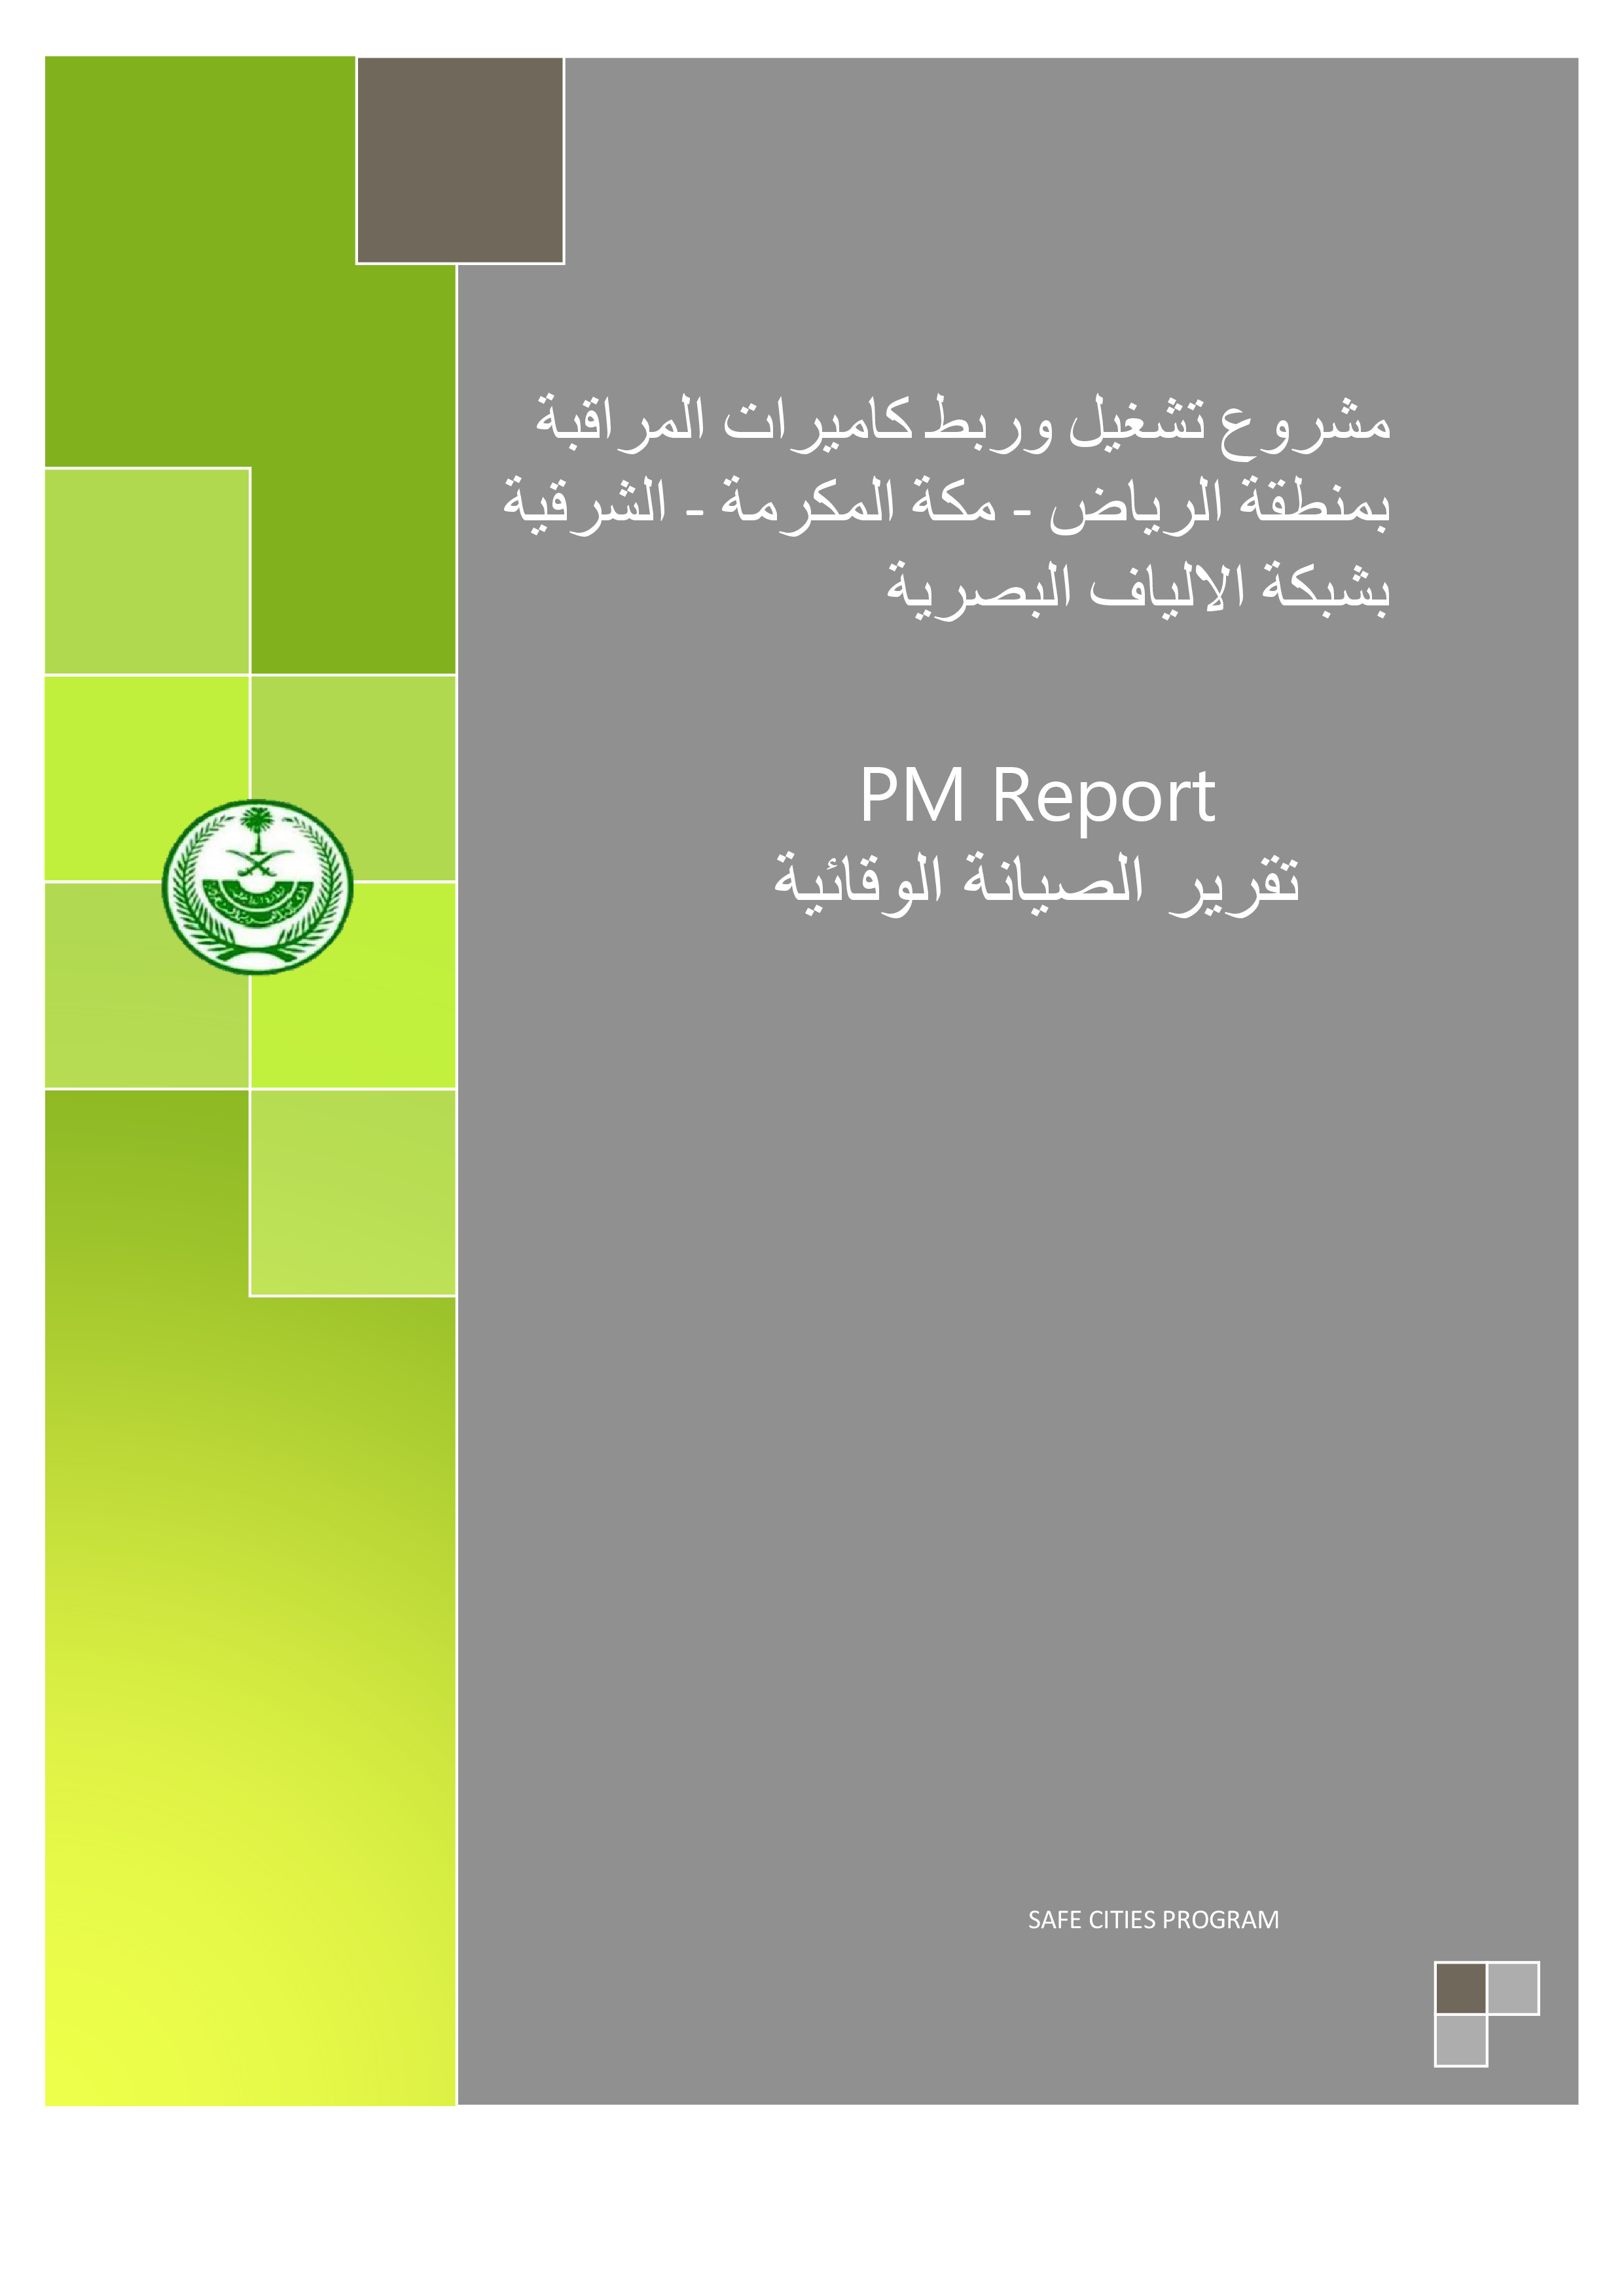 مشروع تشغيل وربط كاميرات المراقبة
بمنطقة الرياض - مكة المكرمة - الشرقية
بشبكة الالياف البصرية
PM Report
تقرير الصيانة الوقائية
SAFE CITIES PROGRAM